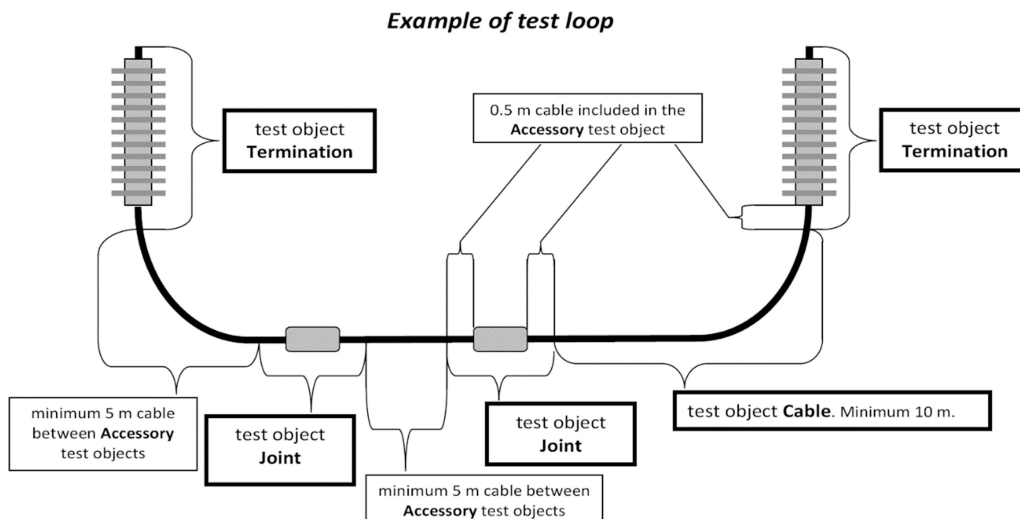 Example of test loop
0.5 m cable included in the
Accessory test object
test object
Termination
test object
Termination
minimum 5 m cable
between Accessory
test objects
test object
Joint
test object
Joint
test object Cable. Minimum 10 m.
minimum 5 m cable between
Accessory test objects